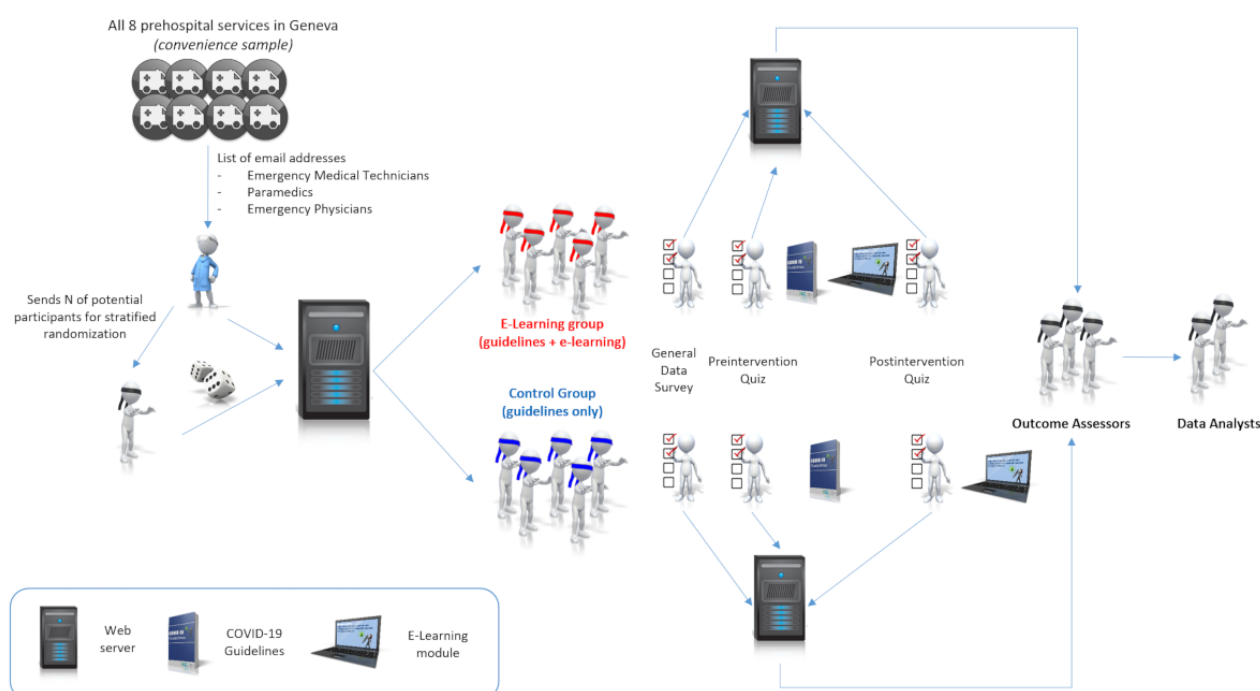 All 8 prehospital services in Geneva
(convenience sample)
List of email addresses
- Emergency Medical Technicians
- Paramedics
- Emergency Physicians
Sends N of potential
participants for stratified
randomization
E-Learning group
(guidelines + e-learning)
Control Group
(guidelines only)
General
Data
Survey
Preintervention
Quiz
Postintervention
Quiz
Outcome Assessors
Data Analysts
Web
server
COVID-19
Guidelines
E-Learning
module